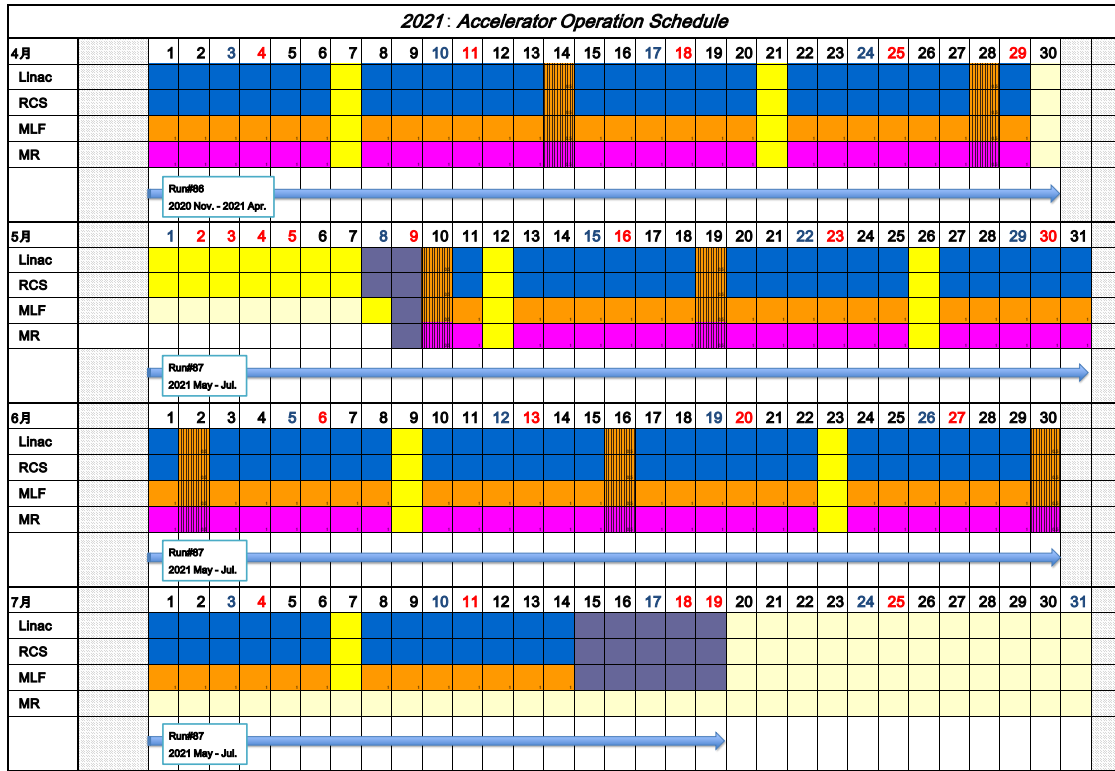 2021: Accelerator Operation Schedule
4月 1 2 3 4 5 6 7 8 9 10 11 12 13 14 15 16 17 18 19 20 21 22 23 24 25 26 27 28 29 30
Linac
RCS
MLF
MR
Run#86
2020 Nov. - 2021 Apr.
5月 1 2 3 4 5 6 7 8 9 10 11 12 13 14 15 16 17 18 19 20 21 22 23 24 25 26 27 28 29 30 31
Linac
RCS
MLF
MR
Run#87
2021 May - Jul.
6月 1 2 3 4 5 6 7 8 9 10 11 12 13 14 15 16 17 18 19 20 21 22 23 24 25 26 27 28 29 30
Linac
RCS
MLF
MR
Run#87
2021 May - Jul.
7月 1 2 3 4 5 6 7 8 9 10 11 12 13 14 15 16 17 18 19 20 21 22 23 24 25 26 27 28 29 30 31
Linac
RCS
MLF
MR
Run#87
2021 May - Jul.